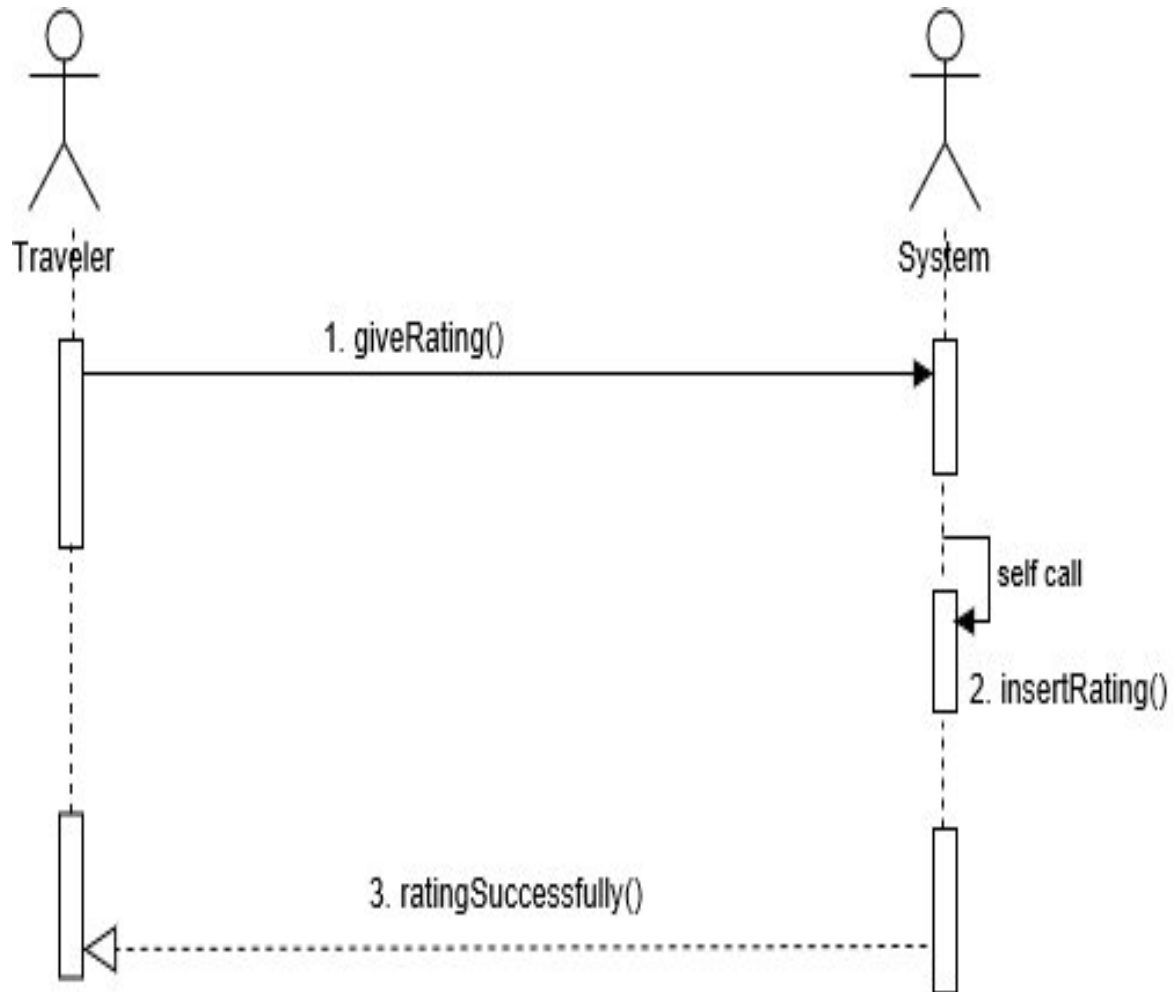 Traveler
System
1. giveRating()
self call
2. insertRating()
3. ratingSuccessfully()